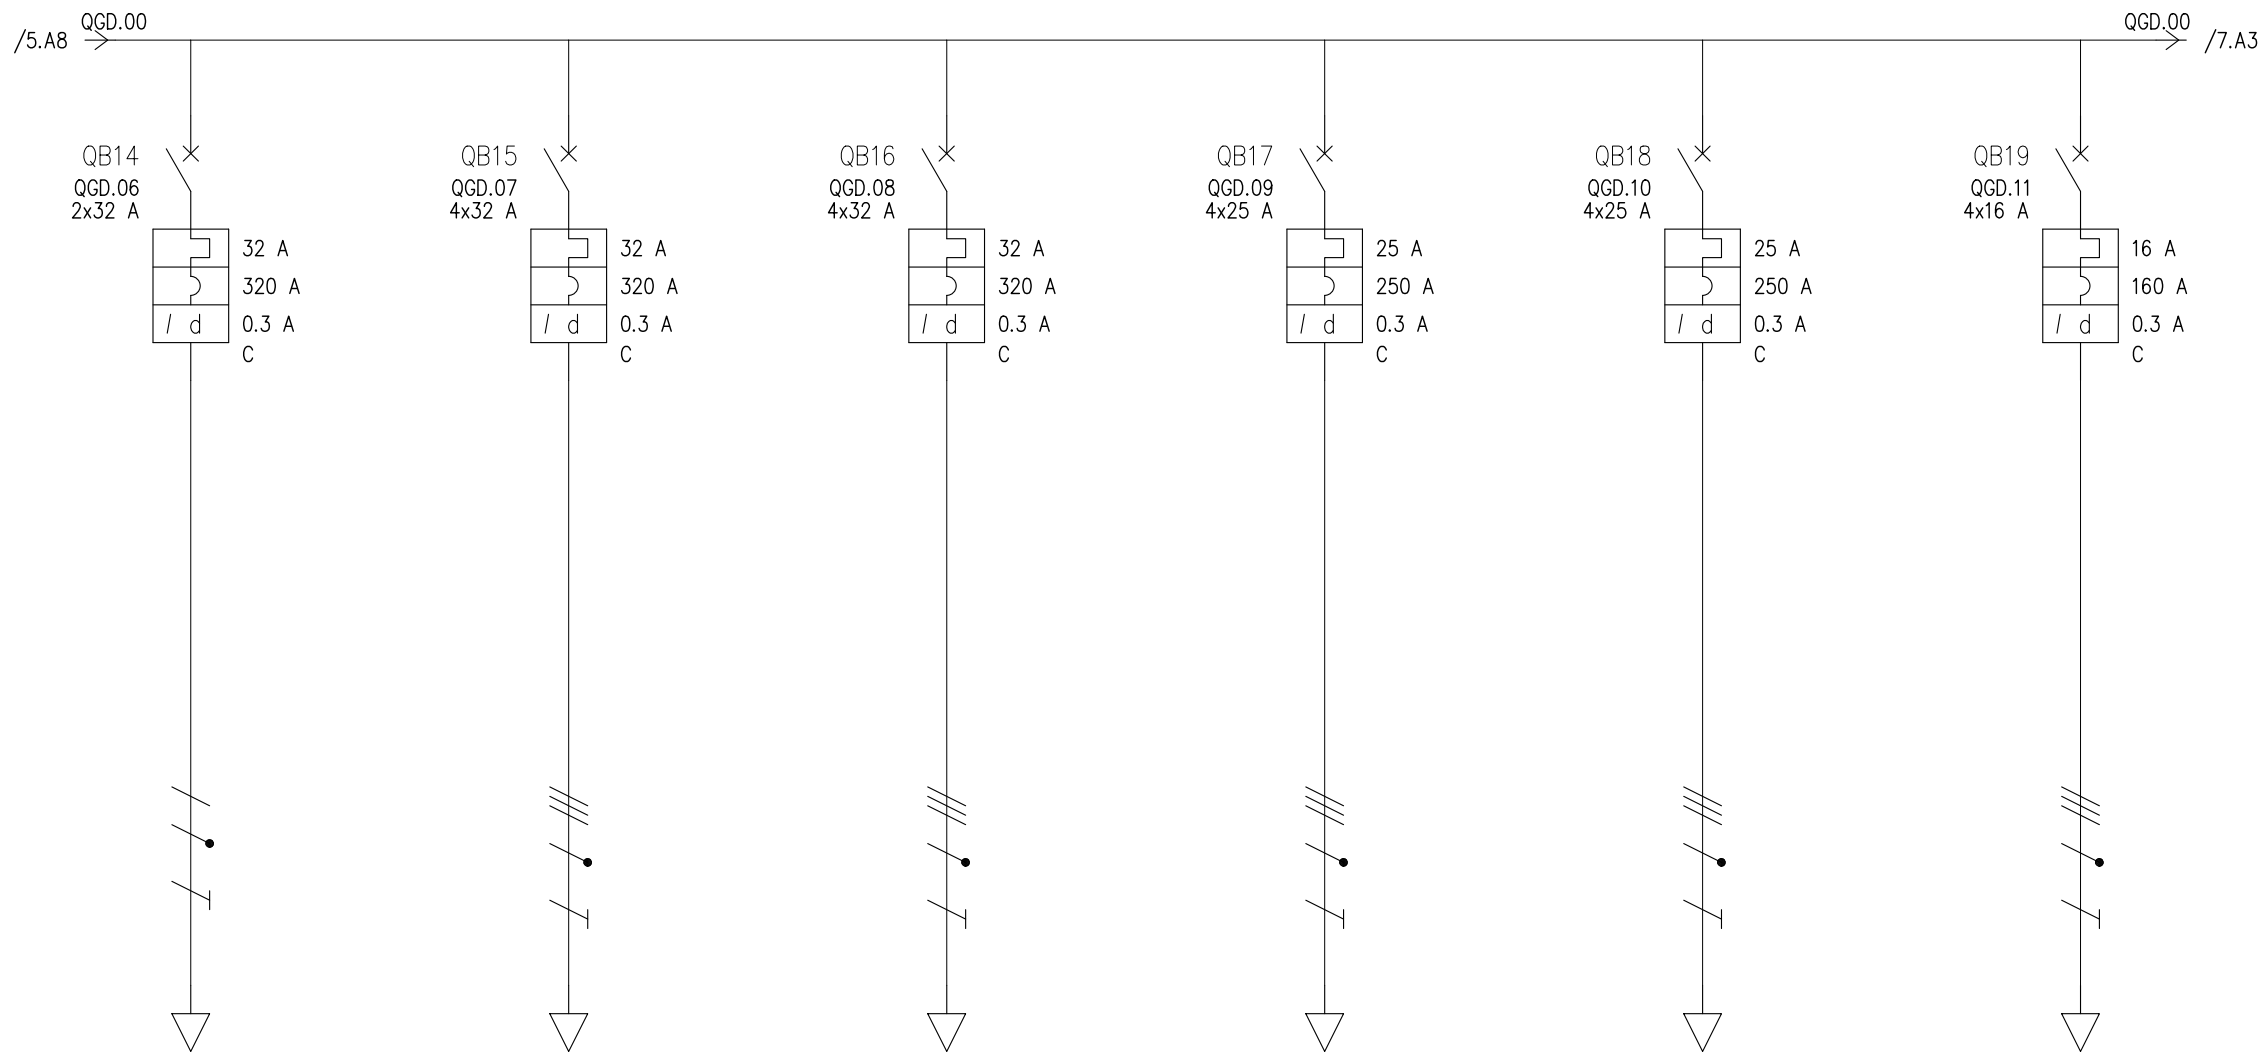 QGD.00
/5.A8
QGD.00
/7.A3
QB14
QGD.06
2x32 A
32 A
320 A
I d
0.3 A
C
QB15
QGD.07
4x32 A
32 A
320 A
I d
0.3 A
C
QB16
QGD.08
4x32 A
32 A
320 A
I d
0.3 A
C
QB17
QGD.09
4x25 A
25 A
250 A
I d
0.3 A
C
QB18
QGD.10
4x25 A
25 A
250 A
I d
0.3 A
C
QB19
QGD.11
4x16 A
16 A
160 A
I d
0.3 A
C